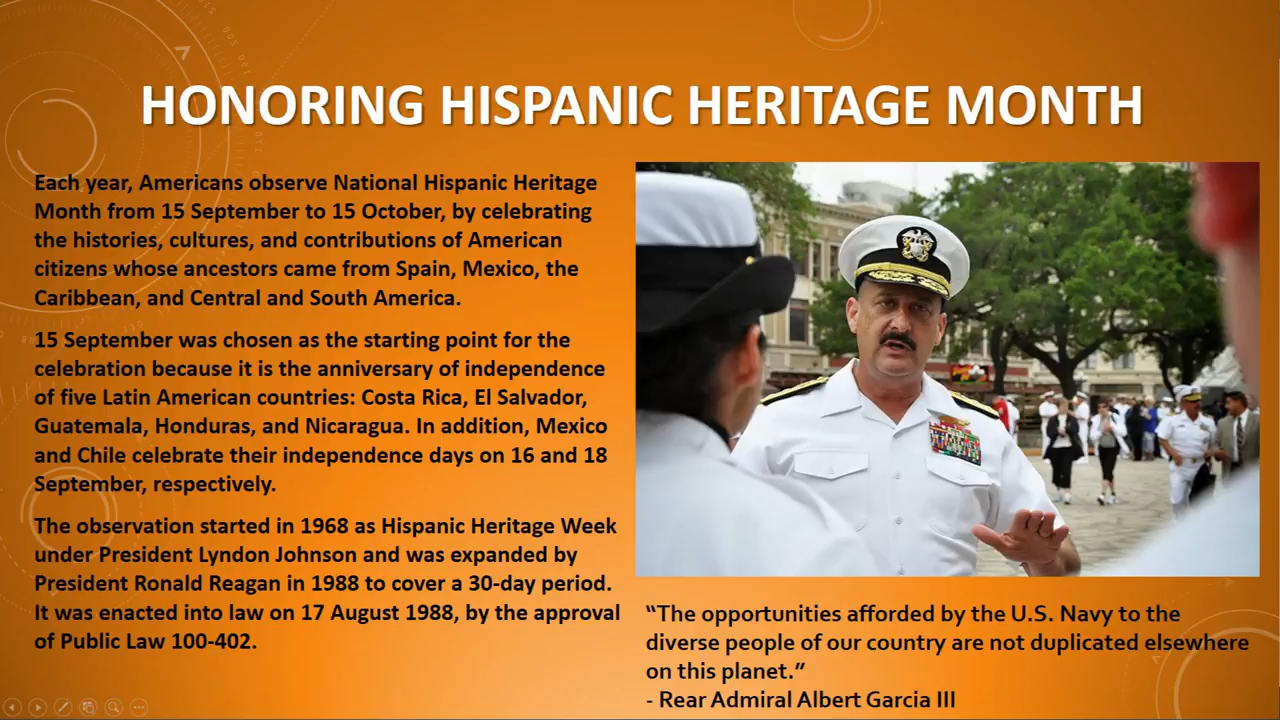 HONORING HISPANIC HERITAGE MONTH
Each year, Americans observe National Hispanic Heritage
Month from 15 September to 15 October, by celebrating
the histories, cultures, and contributions of American
citizens whose ancestors came from Spain, Mexico, the
Caribbean, and Central and South America.
15 September was chosen as the starting point for the
celebration because it is the anniversary of independence
of five Latin American countries: Costa Rica, El Salvador,
Guatemala, Honduras, and Nicaragua. In addition, Mexico
and Chile celebrate their independence days on 16 and 18
September, respectively.
The observation started in 1968 as Hispanic Heritage Week
under President Lyndon Johnson and was expanded by
President Ronald Reagan in 1988 to cover a 30-day period.
It was enacted into law on 17 August 1988, by the approval
of Public Law 100-402.
“The opportunities afforded by the U.S. Navy to the
diverse people of our country are not duplicated elsewhere
on this planet.”
- Rear Admiral Albert Garcia III